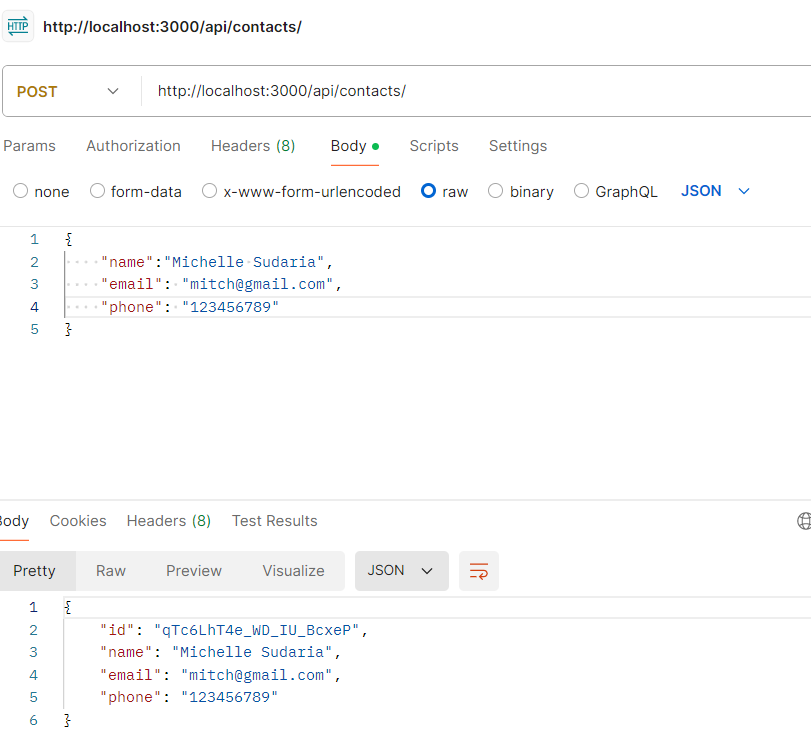 HTTP http://localhost:3000/api/contacts/
POST http://localhost:3000/api/contacts/
Params Authorization Headers (8) Body Scripts Settings
none form-data x-www-form-urlencoded raw binary GraphQL JSON
1 {
2 "name":"Michelle Sudaria",
3 "email": "mitch@gmail.com",
4 "phone": "123456789"
5 }
Body Cookies Headers (8) Test Results
Pretty Raw Preview Visualize JSON
1 {
2 "id": "qTc6LhT4e_WD_IU_BcxeP",
3 "name": "Michelle Sudaria",
4 "email": "mitch@gmail.com",
5 "phone": "123456789"
6 }